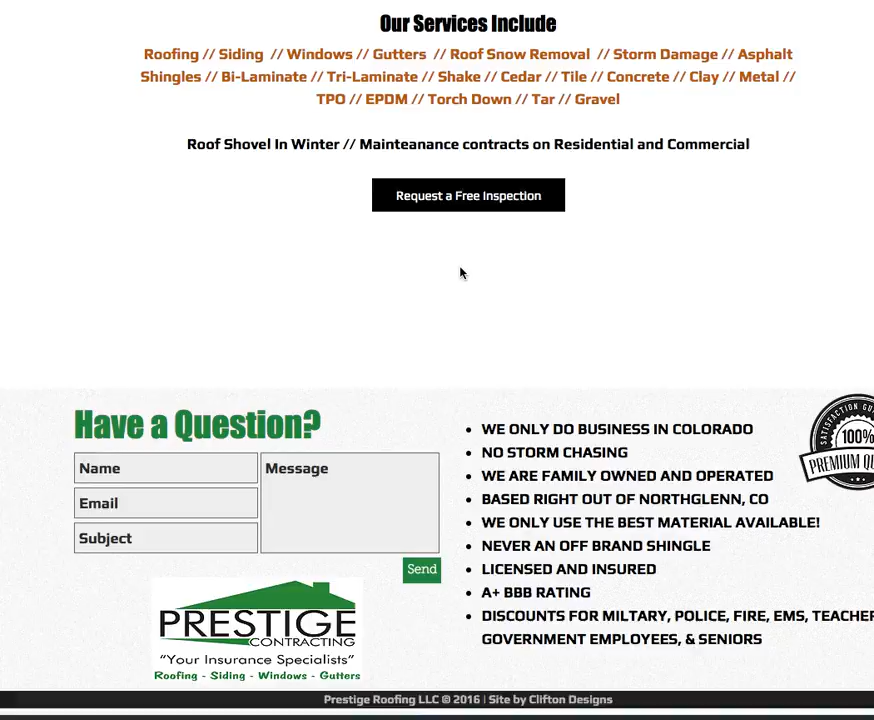 Our Services Include
Roofing // Siding // Windows // Gutters // Roof Snow Removal // Storm Damage // Asphalt
Shingles // Bi-Laminate // Tri-Laminate // Shake // Cedar // Tile // Concrete // Clay // Metal //
TPO // EPDM // Torch Down // Tar // Gravel
Roof Shovel In Winter // Mainteanance contracts on Residential and Commercial
Request a Free Inspection
Have a Question?
Name
Message
Email
Subject
Send
PRESTIGE
CONTRACTING
“Your Insurance Specialists”
Roofing - Siding - Windows - Gutters
• WE ONLY DO BUSINESS IN COLORADO
• NO STORM CHASING
• WE ARE FAMILY OWNED AND OPERATED
• BASED RIGHT OUT OF NORTHGLENN, CO
• WE ONLY USE THE BEST MATERIAL AVAILABLE!
• NEVER AN OFF BRAND SHINGLE
• LICENSED AND INSURED
• A+ BBB RATING
• DISCOUNTS FOR MILTARY, POLICE, FIRE, EMS, TEACHER
GOVERNMENT EMPLOYEES, & SENIORS
SATISFACTION GU
100%
PREMIUM QU
Prestige Roofing LLC © 2016 | Site by Clifton Designs